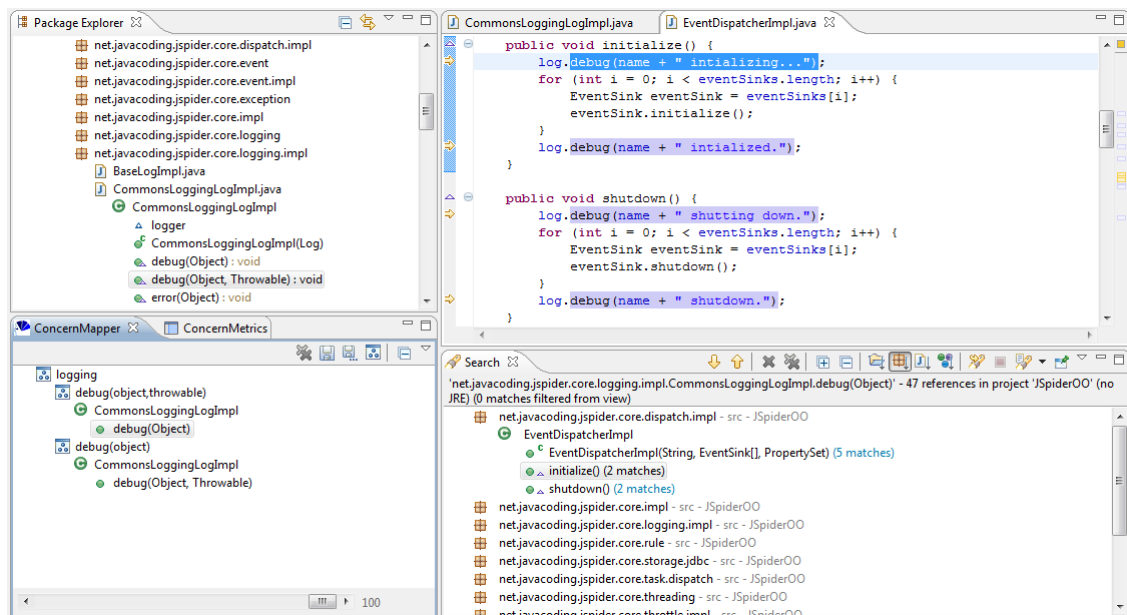 Package Explorer
net.javacoding.jspider.core.dispatch.impl
net.javacoding.jspider.core.event
net.javacoding.jspider.core.event.impl
net.javacoding.jspider.core.exception
net.javacoding.jspider.core.impl
net.javacoding.jspider.core.logging
net.javacoding.jspider.core.logging.impl
BaseLogImpl.java
CommonsLoggingLogImpl.java
CommonsLoggingLogImpl
logger
CommonsLoggingLogImpl(Log)
debug(Object) : void
debug(Object, Throwable) : void
error(Object) : void
CommonsLoggingLogImpl.java EventDispatcherImpl.java
public void initialize() {
log.debug(name + " intializing...");
for (int i = 0; i < eventSinks.length; i++) {
EventSink eventSink = eventSinks[i];
eventSink.initialize();
}
log.debug(name + " intialized.");
}
public void shutdown() {
log.debug(name + " shutting down.");
for (int i = 0; i < eventSinks.length; i++) {
EventSink eventSink = eventSinks[i];
eventSink.shutdown();
}
log.debug(name + " shutdown.");
}
ConcernMapper ConcernMetrics
logging
debug(object,throwable)
CommonsLoggingLogImpl
debug(Object)
debug(object)
CommonsLoggingLogImpl
debug(Object, Throwable)
100
Search
'net.javacoding.jspider.core.logging.impl.CommonsLoggingLogImpl.debug(Object)' - 47 references in project 'JSpiderOO' (no
JRE) (0 matches filtered from view)
net.javacoding.jspider.core.dispatch.impl - src - JSpiderOO
EventDispatcherImpl
EventDispatcherImpl(String, EventSink[], PropertySet) (5 matches)
initialize() (2 matches)
shutdown() (2 matches)
net.javacoding.jspider.core.impl - src - JSpiderOO
net.javacoding.jspider.core.logging.impl - src - JSpiderOO
net.javacoding.jspider.core.rule - src - JSpiderOO
net.javacoding.jspider.core.storage.jdbc - src - JSpiderOO
net.javacoding.jspider.core.task.dispatch - src - JSpiderOO
net.javacoding.jspider.core.threading - src - JSpiderOO
net.javacoding.jspider.core.throttle.impl - src - JSpiderOO